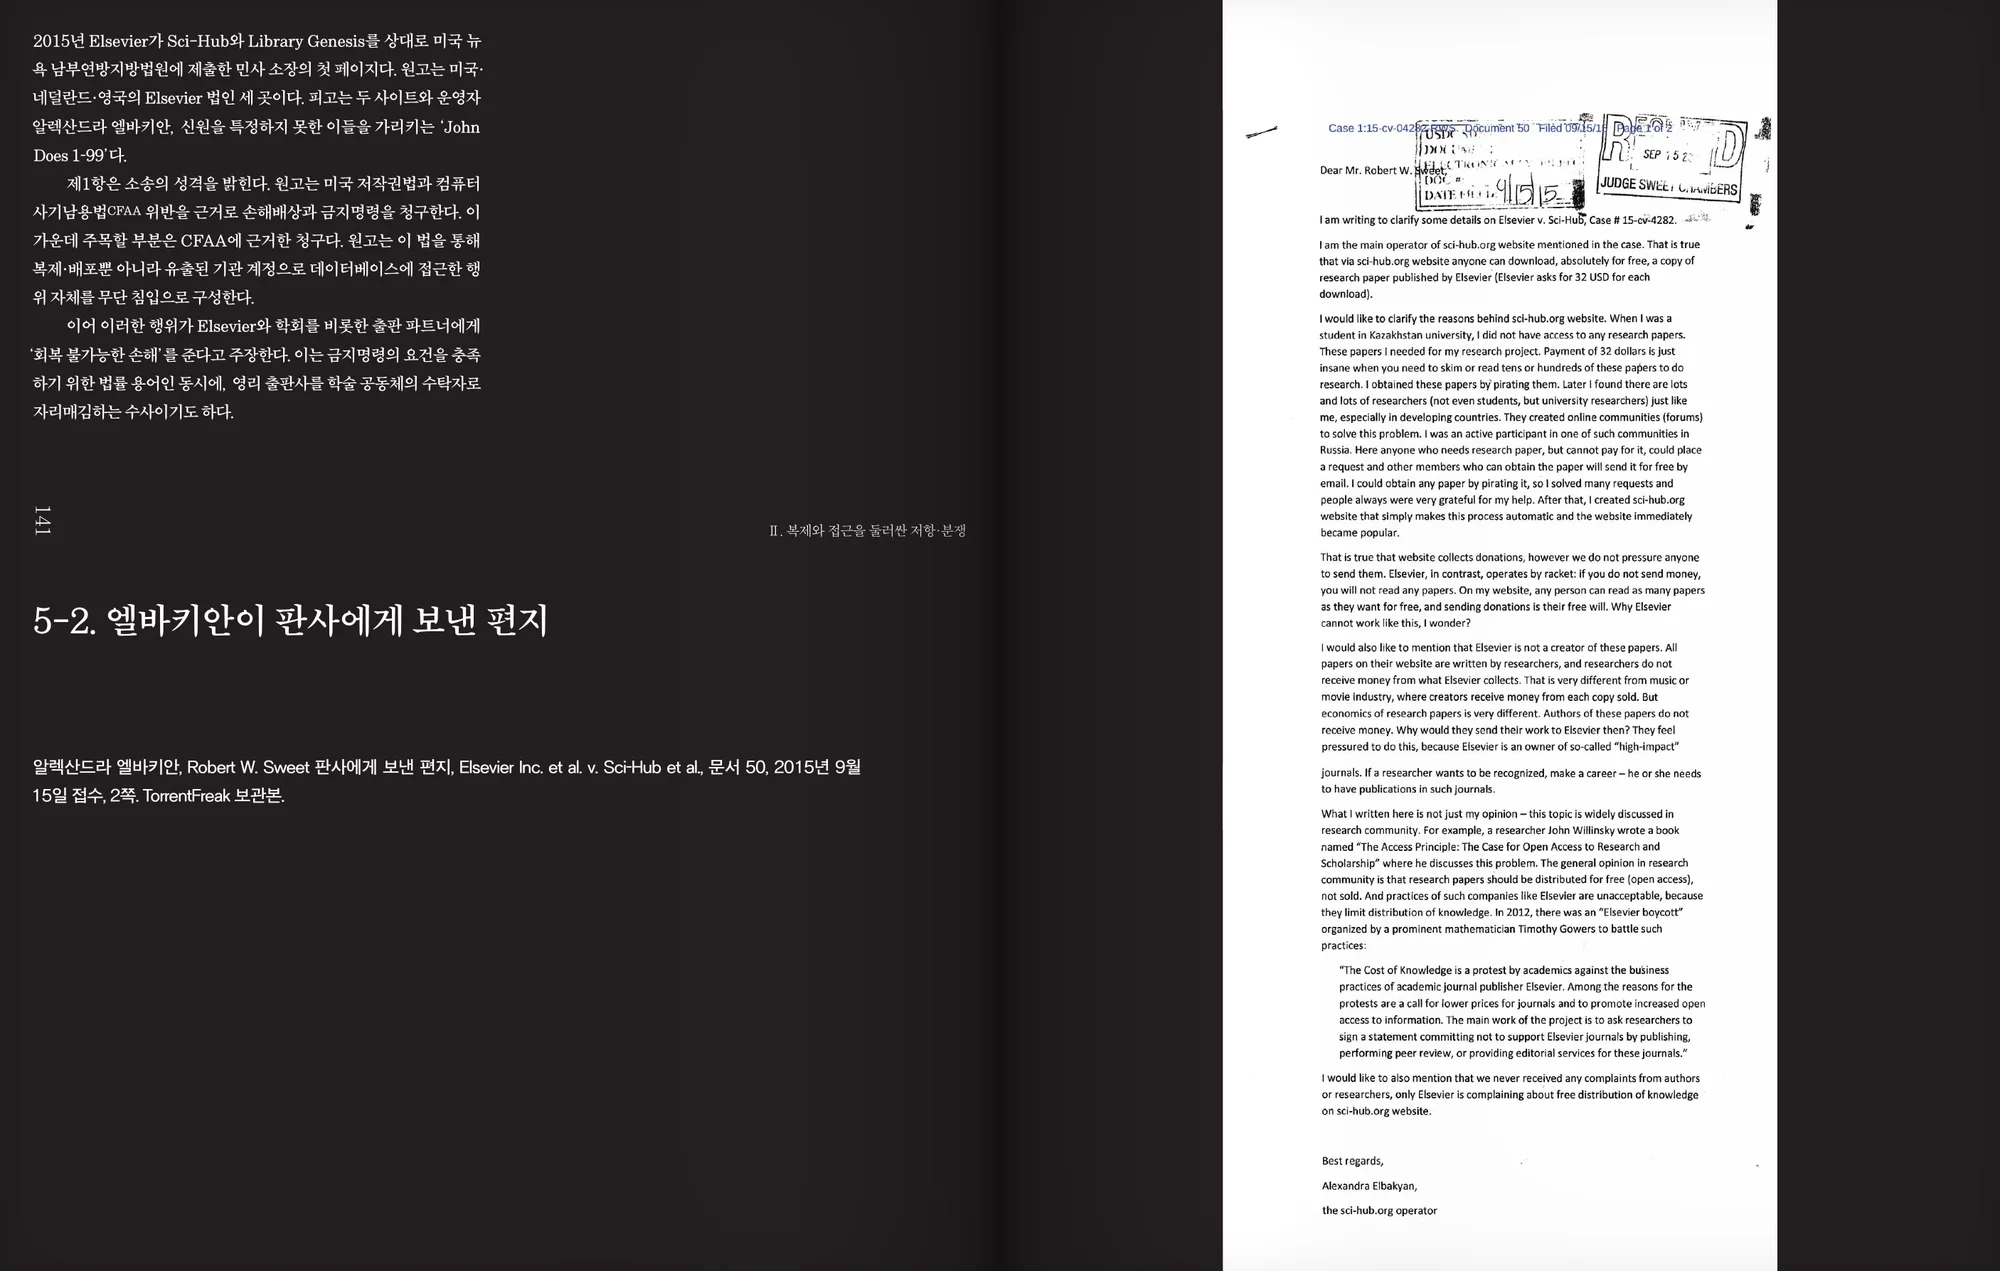 2015년 Elsevier가 Sci-Hub와 Library Genesis를 상대로 미국 뉴
욕 남부연방지방법원에 제출한 민사 소장의 첫 페이지다. 원고는 미국·
네덜란드·영국의 Elsevier 법인 세 곳이다. 피고는 두 사이트와 운영자
알렉산드라 엘바키안, 신원을 특정하지 못한 이들을 가리키는 ‘John
Does 1-99’다.
제1항은 소송의 성격을 밝힌다. 원고는 미국 저작권법과 컴퓨터
사기남용법CFAA 위반을 근거로 손해배상과 금지명령을 청구한다. 이
가운데 주목할 부분은 CFAA에 근거한 청구다. 원고는 이 법을 통해
복제·배포뿐 아니라 유출된 기관 계정으로 데이터베이스에 접근한 행
위 자체를 무단 침입으로 구성한다.
이어 이러한 행위가 Elsevier와 학회를 비롯한 출판 파트너에게
‘회복 불가능한 손해’를 준다고 주장한다. 이는 금지명령의 요건을 충족
하기 위한 법률 용어인 동시에, 영리 출판사를 학술 공동체의 수탁자로
자리매김하는 수사이기도 하다.
141
Ⅱ. 복제와 접근을 둘러싼 저항·분쟁
5-2. 엘바키안이 판사에게 보낸 편지
알렉산드라 엘바키안, Robert W. Sweet 판사에게 보낸 편지, Elsevier Inc. et al. v. Sci-Hub et al., 문서 50, 2015년 9월
15일 접수, 2쪽. TorrentFreak 보관본.
Case 1:15-cv-04282-RWS Document 50 Filed 09/15/15 Page 1 of 2
USDC SD
DOCUME
ELECTRONICALLY FILED
DOC #:
DATE FILED: 9/15/15
SEP 15 2
JUDGE SWEET CHAMBERS
Dear Mr. Robert W. Sweet,
I am writing to clarify some details on Elsevier v. Sci-Hub, Case # 15-cv-4282.
I am the main operator of sci-hub.org website mentioned in the case. That is true
that via sci-hub.org website anyone can download, absolutely for free, a copy of
research paper published by Elsevier (Elsevier asks for 32 USD for each
download).
I would like to clarify the reasons behind sci-hub.org website. When I was a
student in Kazakhstan university, I did not have access to any research papers.
These papers I needed for my research project. Payment of 32 dollars is just
insane when you need to skim or read tens or hundreds of these papers to do
research. I obtained these papers by pirating them. Later I found there are lots
and lots of researchers (not even students, but university researchers) just like
me, especially in developing countries. They created online communities (forums)
to solve this problem. I was an active participant in one of such communities in
Russia. Here anyone who needs research paper, but cannot pay for it, could place
a request and other members who can obtain the paper will send it for free by
email. I could obtain any paper by pirating it, so I solved many requests and
people always were very grateful for my help. After that, I created sci-hub.org
website that simply makes this process automatic and the website immediately
became popular.
That is true that website collects donations, however we do not pressure anyone
to send them. Elsevier, in contrast, operates by racket: if you do not send money,
you will not read any papers. On my website, any person can read as many papers
as they want for free, and sending donations is their free will. Why Elsevier
cannot work like this, I wonder?
I would also like to mention that Elsevier is not a creator of these papers. All
papers on their website are written by researchers, and researchers do not
receive money from what Elsevier collects. That is very different from music or
movie industry, where creators receive money from each copy sold. But
economics of research papers is very different. Authors of these papers do not
receive money. Why would they send their work to Elsevier then? They feel
pressured to do this, because Elsevier is an owner of so-called “high-impact”
journals. If a researcher wants to be recognized, make a career – he or she needs
to have publications in such journals.
What I written here is not just my opinion – this topic is widely discussed in
research community. For example, a researcher John Willinsky wrote a book
named “The Access Principle: The Case for Open Access to Research and
Scholarship” where he discusses this problem. The general opinion in research
community is that research papers should be distributed for free (open access),
not sold. And practices of such companies like Elsevier are unacceptable, because
they limit distribution of knowledge. In 2012, there was an “Elsevier boycott”
organized by a prominent mathematician Timothy Gowers to battle such
practices:
“The Cost of Knowledge is a protest by academics against the business
practices of academic journal publisher Elsevier. Among the reasons for the
protests are a call for lower prices for journals and to promote increased open
access to information. The main work of the project is to ask researchers to
sign a statement committing not to support Elsevier journals by publishing,
performing peer review, or providing editorial services for these journals.”
I would like to also mention that we never received any complaints from authors
or researchers, only Elsevier is complaining about free distribution of knowledge
on sci-hub.org website.
Best regards,
Alexandra Elbakyan,
the sci-hub.org operator